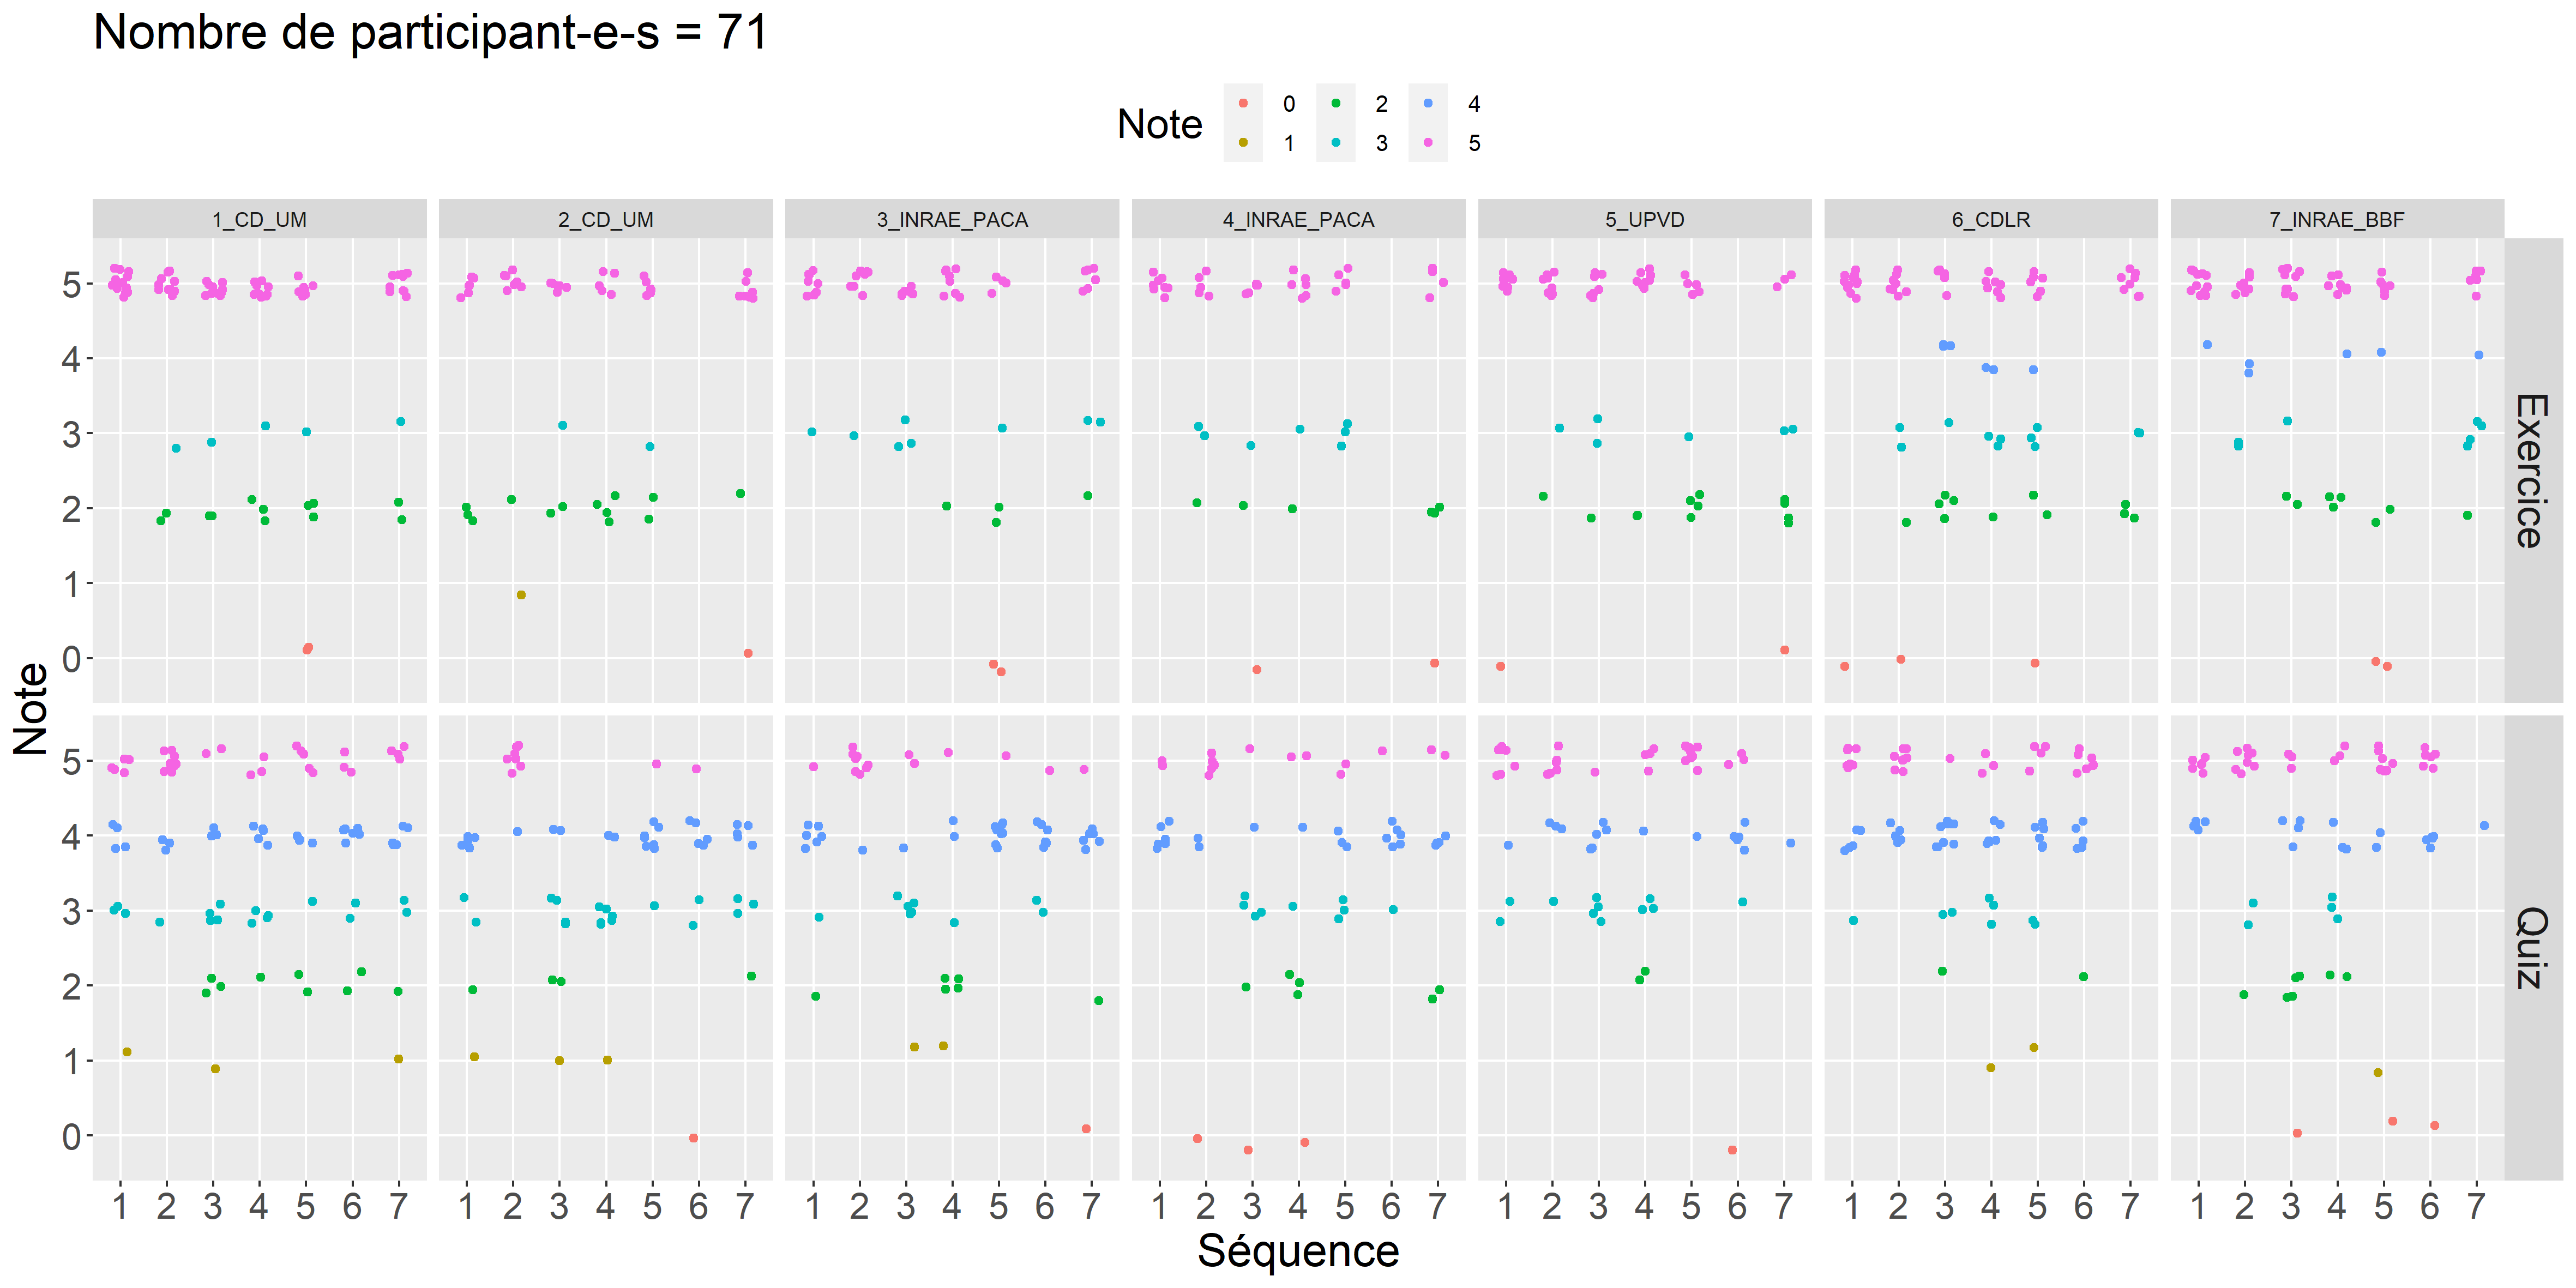 Nombre de participant-e-s = 71
Note
0 2 4
1 3 5
1_CD_UM 2_CD_UM 3_INRAE_PACA 4_INRAE_PACA 5_UPVD 6_CDLR 7_INRAE_BBF
5
4
3
2
1
0
Exercice
Note
5
4
3
2
1
0
Quiz
1 2 3 4 5 6 7 1 2 3 4 5 6 7 1 2 3 4 5 6 7 1 2 3 4 5 6 7 1 2 3 4 5 6 7 1 2 3 4 5 6 7 1 2 3 4 5 6 7
Séquence